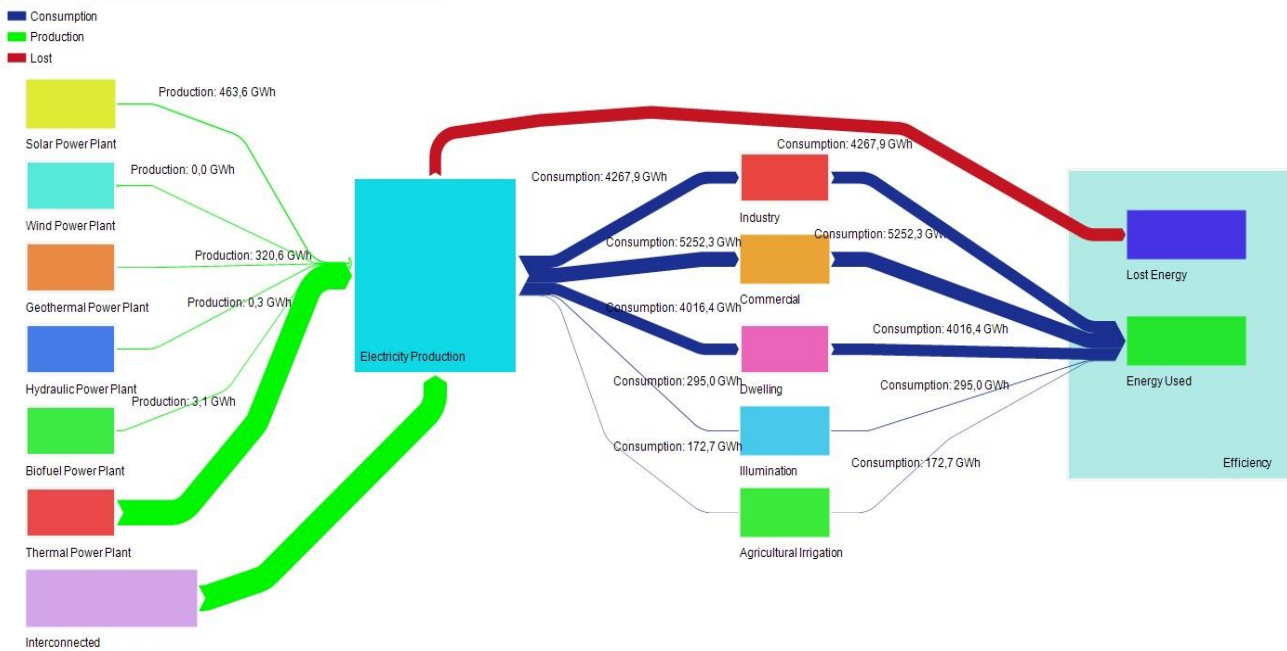 Consumption
Production
Lost
Production: 463,6 GWh
Solar Power Plant
Production: 0,0 GWh
Wind Power Plant
Production: 320,6 GWh
Geothermal Power Plant
Production: 0,3 GWh
Hydraulic Power Plant
Production: 3,1 GWh
Biofuel Power Plant
Thermal Power Plant
Interconnected
Electricity Production
Consumption: 4267,9 GWh
Consumption: 5252,3 GWh
Consumption: 4016,4 GWh
Consumption: 295,0 GWh
Consumption: 172,7 GWh
Industry
Commercial
Dwelling
Illumination
Agricultural Irrigation
Consumption: 4267,9 GWh
Consumption: 5252,3 GWh
Consumption: 4016,4 GWh
Consumption: 295,0 GWh
Consumption: 172,7 GWh
Lost Energy
Energy Used
Efficiency